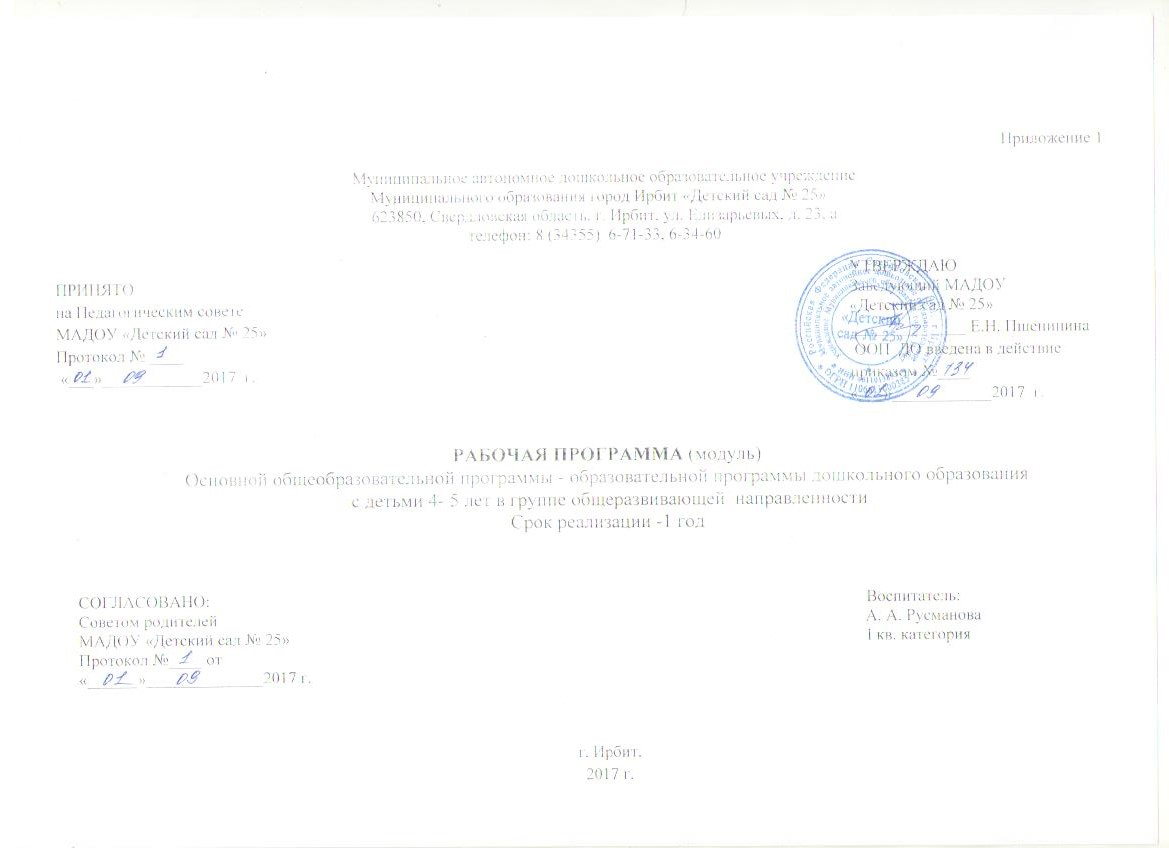 Приложение 1
Муниципальное автономное дошкольное образовательное учреждение
Муниципального образования город Ирбит «Детский сад № 25»
623850, Свердловская область, г. Ирбит, ул. Елизарьевых, д. 23, а
телефон: 8 (34355) 6-71-33, 6-34-60
ПРИНЯТО
на Педагогическим совете
МАДОУ «Детский сад № 25»
Протокол № 1
«01» 09 2017 г.
УТВЕРЖДАЮ
Заведующий МАДОУ
«Детский сад № 25»
Е.Н. Пшеницина
ООП ДО введена в действие
приказом № 134
« 01» 09 2017 г.
«Детский
сад № 25»
РАБОЧАЯ ПРОГРАММА (модуль)
Основной общеобразовательной программы - образовательной программы дошкольного образования
с детьми 4- 5 лет в группе общеразвивающей направленности
Срок реализации -1 год
СОГЛАСОВАНО:
Советом родителей
МАДОУ «Детский сад № 25»
Протокол № 1 от
« 01 » 09 2017 г.
Воспитатель:
А. А. Русманова
I кв. категория
г. Ирбит.
2017 г.